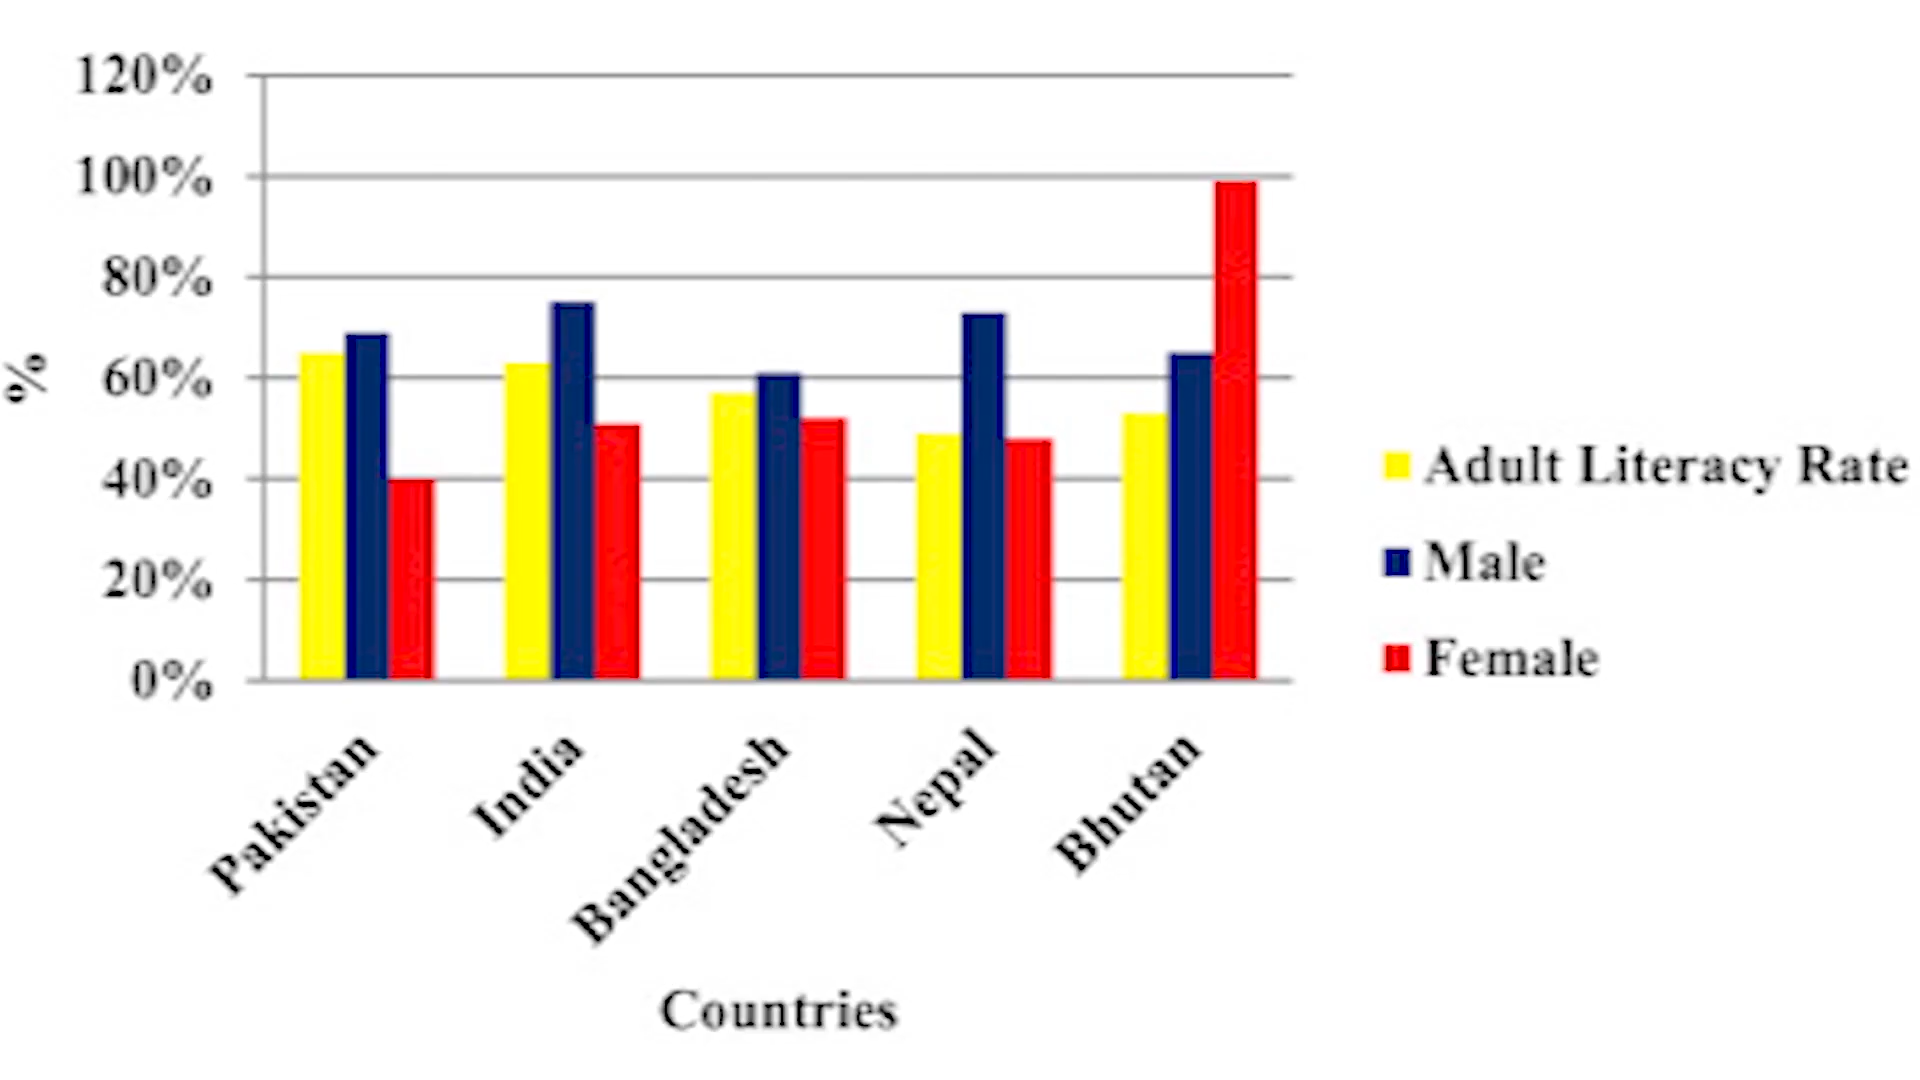 120%
100%
80%
60%
40%
20%
0%
%
Pakistan
India
Bangladesh
Nepal
Bhutan
Countries
Adult Literacy Rate
Male
Female